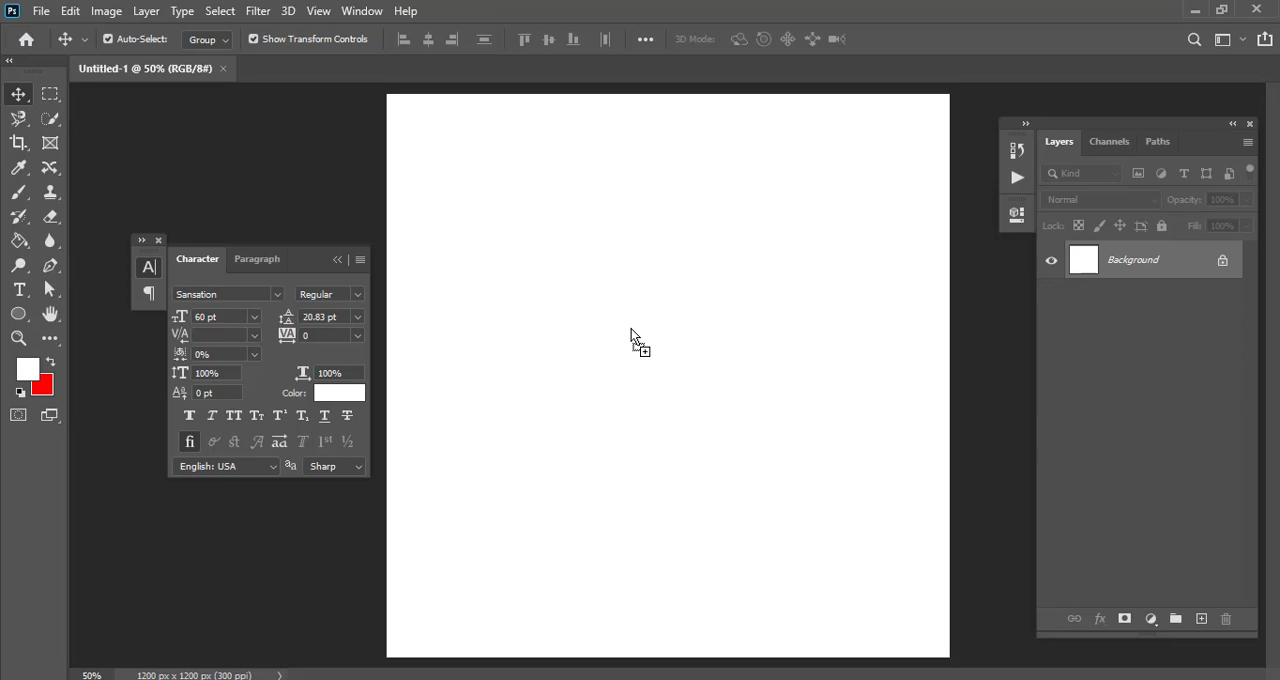 Ps File Edit Image Layer Type Select Filter 3D View Window Help
Auto-Select: Group Show Transform Controls 3D Mode:
Untitled-1 @ 50% (RGB/8#) ×
Layers Channels Paths
Kind
Normal Opacity: 100%
Lock: Fill: 100%
Background
Character Paragraph
Sansation Regular
60 pt 20.83 pt
0
0%
100% 100%
0 pt Color:
English: USA Sharp
50% 1200 px x 1200 px (300 ppi)